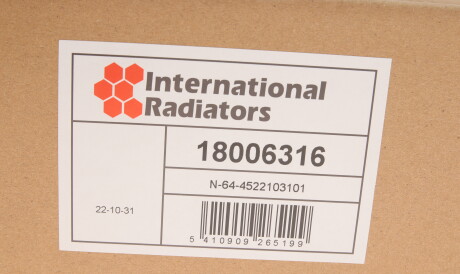 International
Radiators
18006316
N-64-4522103101
22-10-31
5 410909 265199